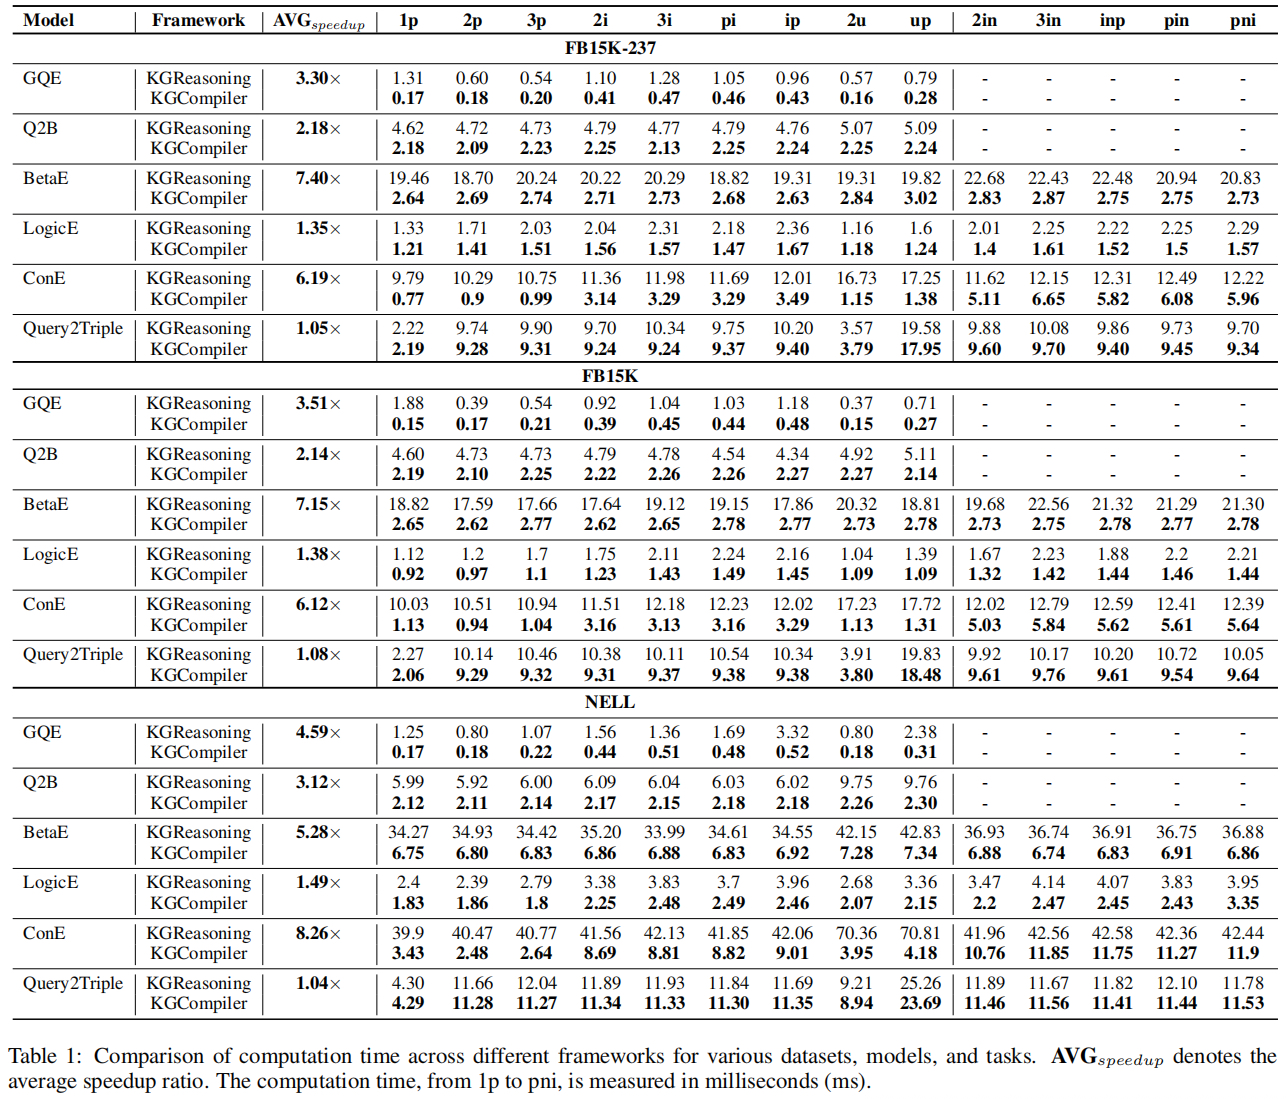 Model Framework AVGspeedup 1p 2p 3p 2i 3i pi ip 2u up 2in 3in inp pin pni
FB15K-237
GQE KGReasoning 3.30× 1.31 0.60 0.54 1.10 1.28 1.05 0.96 0.57 0.79 - - - - -
KGCompiler 0.17 0.18 0.20 0.41 0.47 0.46 0.43 0.16 0.28 - - - - -
Q2B KGReasoning 2.18× 4.62 4.72 4.73 4.79 4.77 4.79 4.76 5.07 5.09 - - - - -
KGCompiler 2.18 2.09 2.23 2.25 2.13 2.25 2.24 2.25 2.24 - - - - -
BetaE KGReasoning 7.40× 19.46 18.70 20.24 20.22 20.29 18.82 19.31 19.31 19.82 22.68 22.43 22.48 20.94 20.83
KGCompiler 2.64 2.69 2.74 2.71 2.73 2.68 2.63 2.84 3.02 2.83 2.87 2.75 2.75 2.73
LogicE KGReasoning 1.35× 1.33 1.71 2.03 2.04 2.31 2.18 2.36 1.16 1.6 2.01 2.25 2.22 2.25 2.29
KGCompiler 1.21 1.41 1.51 1.56 1.57 1.47 1.67 1.18 1.24 1.4 1.61 1.52 1.5 1.57
ConE KGReasoning 6.19× 9.79 10.29 10.75 11.36 11.98 11.69 12.01 16.73 17.25 11.62 12.15 12.31 12.49 12.22
KGCompiler 0.77 0.9 0.99 3.14 3.29 3.29 3.49 1.15 1.38 5.11 6.65 5.82 6.08 5.96
Query2Triple KGReasoning 1.05× 2.22 9.74 9.90 9.70 10.34 9.75 10.20 3.57 19.58 9.88 10.08 9.86 9.73 9.70
KGCompiler 2.19 9.28 9.31 9.24 9.24 9.37 9.40 3.79 17.95 9.60 9.70 9.40 9.45 9.34
FB15K
GQE KGReasoning 3.51× 1.88 0.39 0.54 0.92 1.04 1.03 1.18 0.37 0.71 - - - - -
KGCompiler 0.15 0.17 0.21 0.39 0.45 0.44 0.48 0.15 0.27 - - - - -
Q2B KGReasoning 2.14× 4.60 4.73 4.73 4.79 4.78 4.54 4.34 4.92 5.11 - - - - -
KGCompiler 2.19 2.10 2.25 2.22 2.26 2.26 2.27 2.27 2.14 - - - - -
BetaE KGReasoning 7.15× 18.82 17.59 17.66 17.64 19.12 19.15 17.86 20.32 18.81 19.68 22.56 21.32 21.29 21.30
KGCompiler 2.65 2.62 2.77 2.62 2.65 2.78 2.77 2.73 2.78 2.73 2.75 2.78 2.77 2.78
LogicE KGReasoning 1.38× 1.12 1.2 1.7 1.75 2.11 2.24 2.16 1.04 1.39 1.67 2.23 1.88 2.2 2.21
KGCompiler 0.92 0.97 1.1 1.23 1.43 1.49 1.45 1.09 1.09 1.32 1.42 1.44 1.46 1.44
ConE KGReasoning 6.12× 10.03 10.51 10.94 11.51 12.18 12.23 12.02 17.23 17.72 12.02 12.79 12.59 12.41 12.39
KGCompiler 1.13 0.94 1.04 3.16 3.13 3.16 3.29 1.13 1.31 5.03 5.84 5.62 5.61 5.64
Query2Triple KGReasoning 1.08× 2.27 10.14 10.46 10.38 10.11 10.54 10.34 3.91 19.83 9.92 10.17 10.20 10.72 10.05
KGCompiler 2.06 9.29 9.32 9.31 9.37 9.38 9.38 3.80 18.48 9.61 9.76 9.61 9.54 9.64
NELL
GQE KGReasoning 4.59× 1.25 0.80 1.07 1.56 1.36 1.69 3.32 0.80 2.38 - - - - -
KGCompiler 0.17 0.18 0.22 0.44 0.51 0.48 0.52 0.18 0.31 - - - - -
Q2B KGReasoning 3.12× 5.99 5.92 6.00 6.09 6.04 6.03 6.02 9.75 9.76 - - - - -
KGCompiler 2.12 2.11 2.14 2.17 2.15 2.18 2.18 2.26 2.30 - - - - -
BetaE KGReasoning 5.28× 34.27 34.93 34.42 35.20 33.99 34.61 34.55 42.15 42.83 36.93 36.74 36.91 36.75 36.88
KGCompiler 6.75 6.80 6.83 6.86 6.88 6.83 6.92 7.28 7.34 6.88 6.74 6.83 6.91 6.86
LogicE KGReasoning 1.49× 2.4 2.39 2.79 3.38 3.83 3.7 3.96 2.68 3.36 3.47 4.14 4.07 3.83 3.95
KGCompiler 1.83 1.86 1.8 2.25 2.48 2.49 2.46 2.07 2.15 2.2 2.47 2.45 2.43 3.35
ConE KGReasoning 8.26× 39.9 40.47 40.77 41.56 42.13 41.85 42.06 70.36 70.81 41.96 42.56 42.58 42.36 42.44
KGCompiler 3.43 2.48 2.64 8.69 8.81 8.82 9.01 3.95 4.18 10.76 11.85 11.75 11.27 11.9
Query2Triple KGReasoning 1.04× 4.30 11.66 12.04 11.89 11.93 11.84 11.69 9.21 25.26 11.89 11.67 11.82 12.10 11.78
KGCompiler 4.29 11.28 11.27 11.34 11.33 11.30 11.35 8.94 23.69 11.46 11.56 11.41 11.44 11.53
Table 1: Comparison of computation time across different frameworks for various datasets, models, and tasks. AVGspeedup denotes the
average speedup ratio. The computation time, from 1p to pni, is measured in milliseconds (ms).